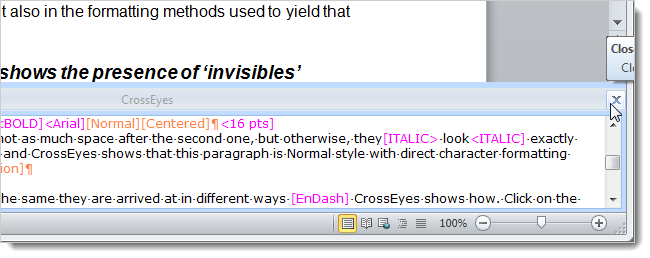 t also in the formatting methods used to yield that
shows the presence of ‘invisibles’
Clos
Cl
CrossEyes
BOLD]<Arial][Normal][Centered]¶<16 pts]
not·as·much·space·after·the·second·one,·but·otherwise,·they[ITALIC>·look<ITALIC]·exactly·
·and·CrossEyes·shows·that·this·paragraph·is·Normal·style·with·direct·character·formatting·
ion]¶
he·same·they·are·arrived·at·in·different·ways·[EnDash]·CrossEyes·shows·how.·Click·on·the·
100%